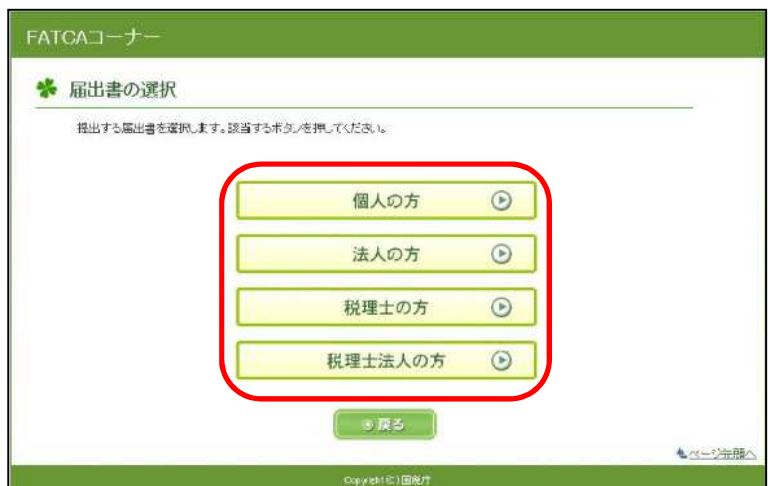 FATCAコーナー
届出書の選択
提出する届出書を選択します。該当するボタンを押してください。
個人の方
法人の方
税理士の方
税理士法人の方
戻る
ページ先頭へ
Copyright (C) 国税庁